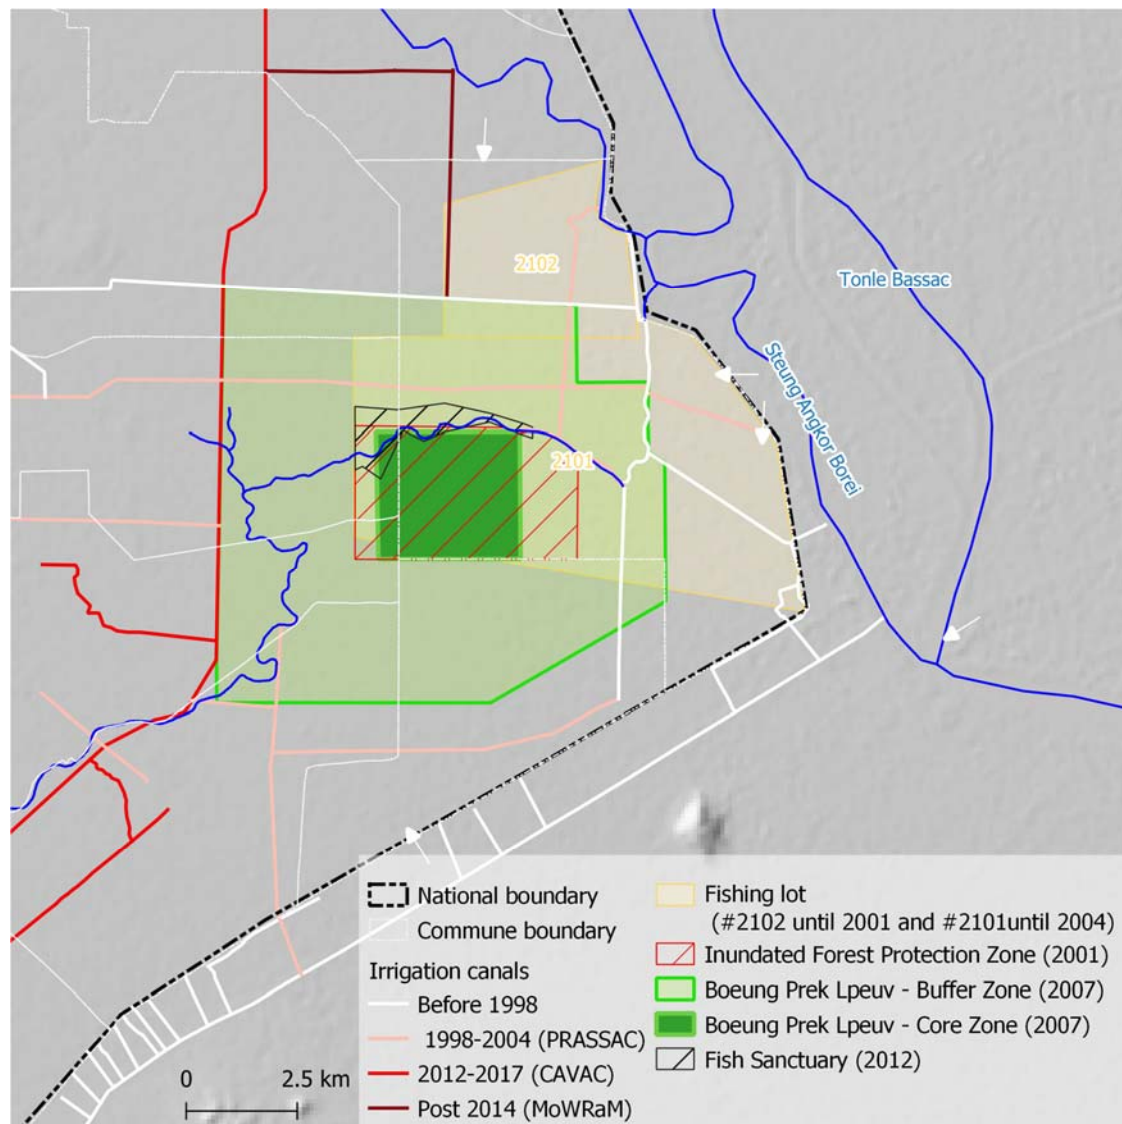 2102
Tonle Bassac
Steung Angkor Borei
2101
National boundary
Commune boundary
Irrigation canals
Before 1998
1998-2004 (PRASSAC)
2012-2017 (CAVAC)
Post 2014 (MoWRaM)
Fishing lot
(#2102 until 2001 and #2101until 2004)
Inundated Forest Protection Zone (2001)
Boeung Prek Lpeuv - Buffer Zone (2007)
Boeung Prek Lpeuv - Core Zone (2007)
Fish Sanctuary (2012)
0 2.5 km